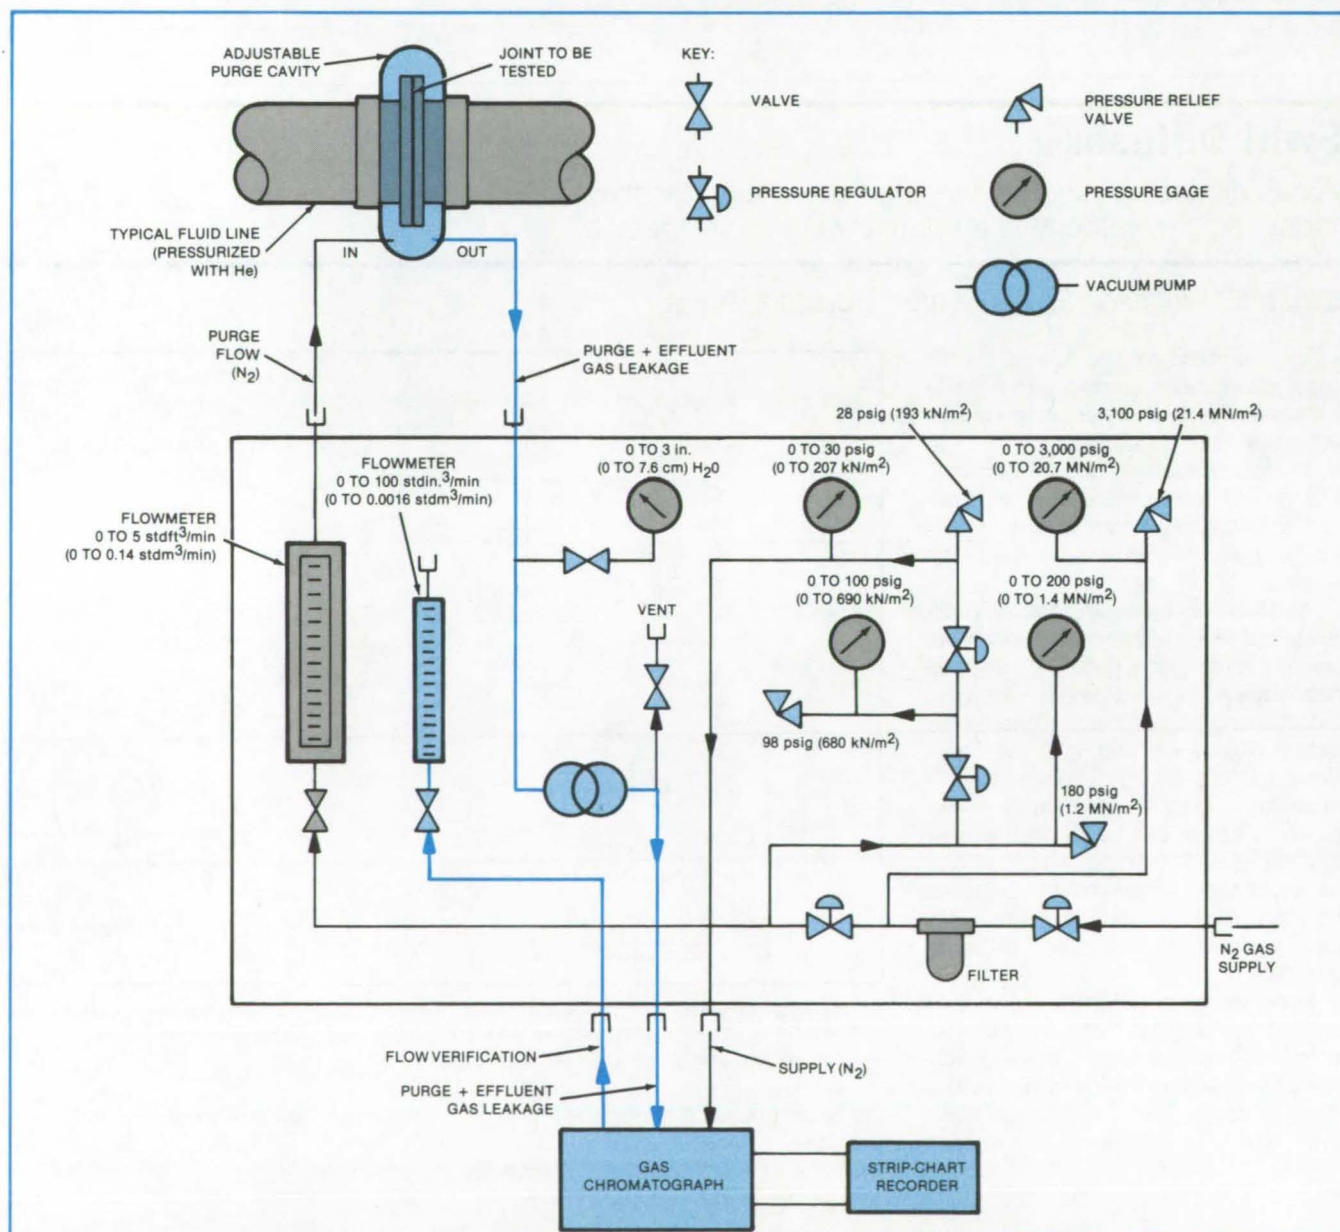 ADJUSTABLE
PURGE CAVITY
JOINT TO BE
TESTED
KEY:
VALVE
PRESSURE RELIEF
VALVE
PRESSURE REGULATOR
PRESSURE GAGE
VACUUM PUMP
TYPICAL FLUID LINE
(PRESSURIZED
WITH He)
IN
OUT
PURGE
FLOW
(N₂)
PURGE + EFFLUENT
GAS LEAKAGE
28 psig (193 kN/m²)
3,100 psig (21.4 MN/m²)
FLOWMETER
0 TO 100 stdin.³/min
(0 TO 0.0016 stdm³/min)
0 TO 3 in.
(0 TO 7.6 cm) H₂O
0 TO 30 psig
(0 TO 207 kN/m²)
0 TO 3,000 psig
(0 TO 20.7 MN/m²)
FLOWMETER
0 TO 5 stdft³/min
(0 TO 0.14 stdm³/min)
VENT
0 TO 100 psig
(0 TO 690 kN/m²)
0 TO 200 psig
(0 TO 1.4 MN/m²)
98 psig (680 kN/m²)
180 psig
(1.2 MN/m²)
FILTER
N₂ GAS
SUPPLY
FLOW VERIFICATION
PURGE + EFFLUENT
GAS LEAKAGE
SUPPLY (N₂)
GAS
CHROMATOGRAPH
STRIP-CHART
RECORDER